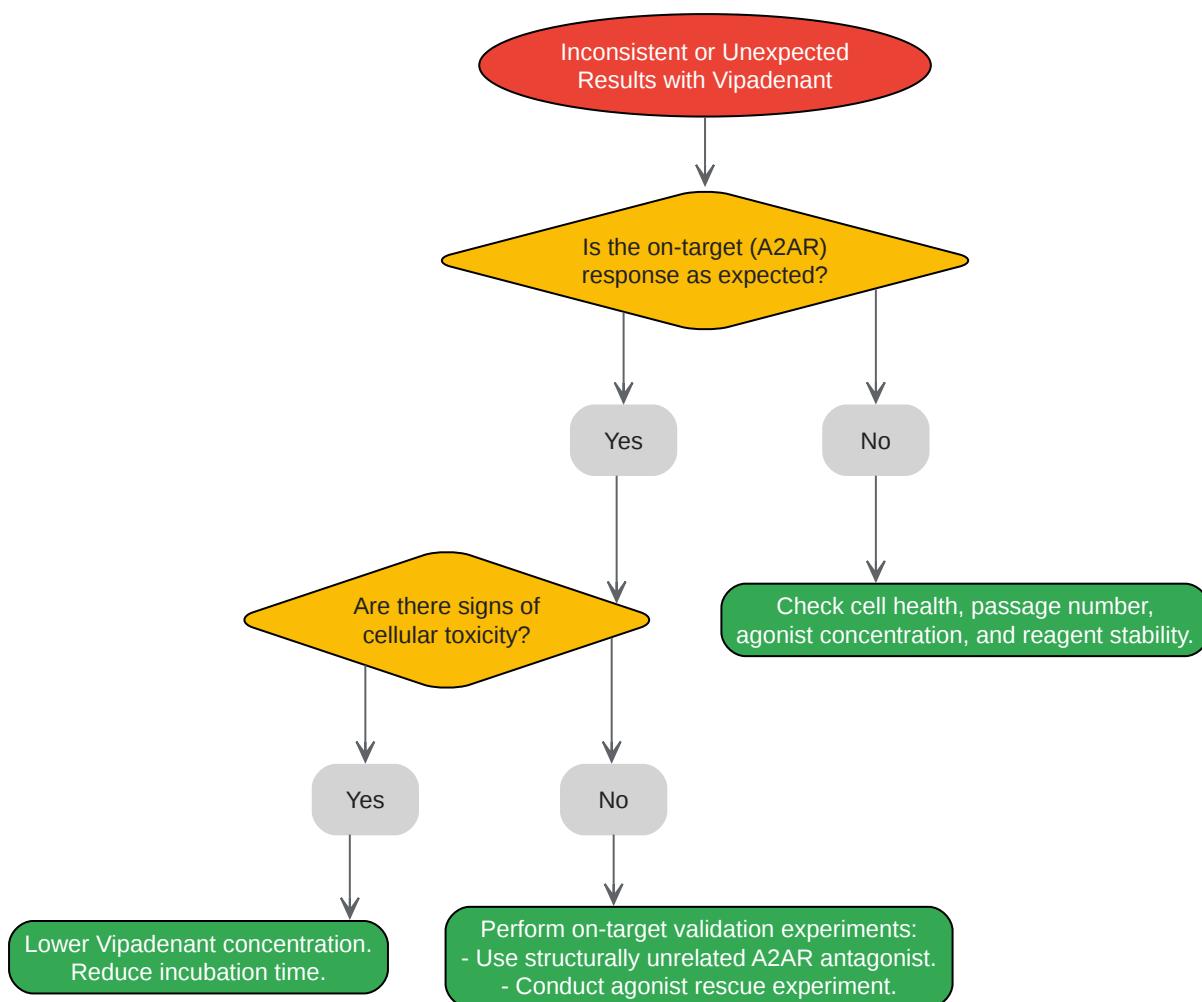 Inconsistent or Unexpected
Results with Vipadenant
Is the on-target (A2AR)
response as expected?
Yes
No
Are there signs of
cellular toxicity?
Check cell health, passage number,
agonist concentration, and reagent stability.
Yes
No
Lower Vipadenant concentration.
Reduce incubation time.
Perform on-target validation experiments:
- Use structurally unrelated A2AR antagonist.
- Conduct agonist rescue experiment.